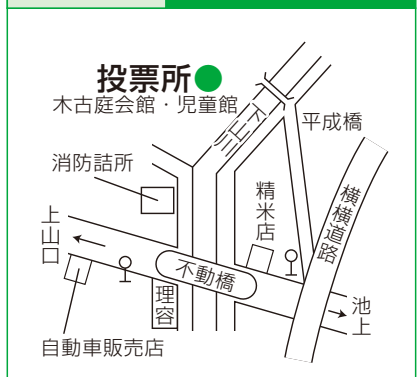 投票所
木古庭会館・児童館
平成橋
消防詰所
精米店
横横道路
上山口
不動橋
理容
池上
自動車販売店